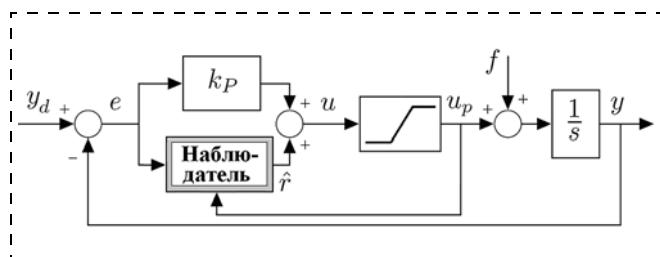 k_P
f
y_d + e + u u_p + + 1/s y
- Наблю-
датель + r̂